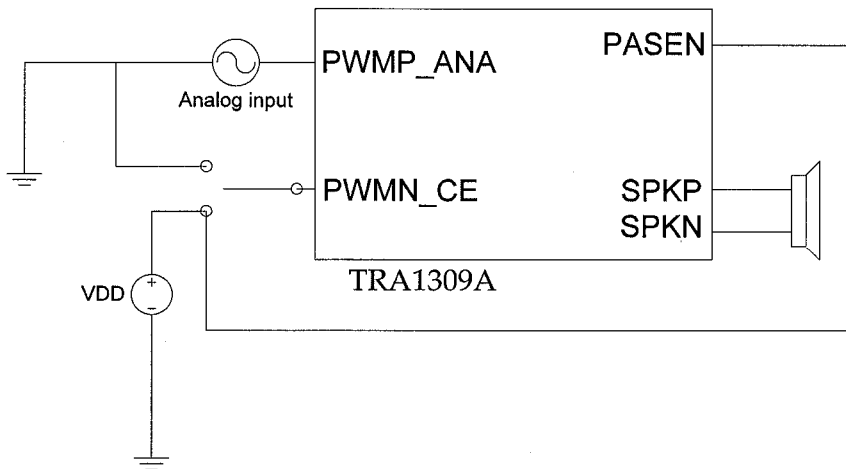 PASEN
PWMP_ANA
Analog input
PWMN_CE
SPKP
SPKN
TRA1309A
VDD
+
−